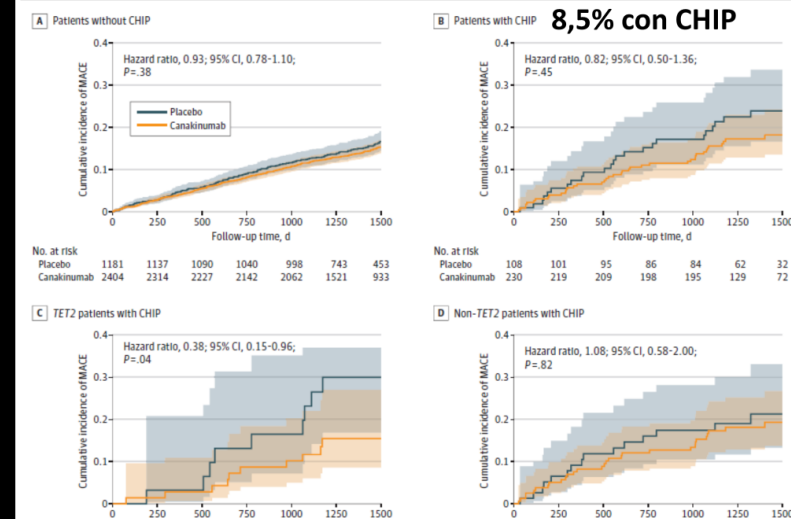 A Patients without CHIP
0.4
0.3
0.2
0.1
0
Cumulative incidence of MACE
Hazard ratio, 0.93; 95% CI, 0.78-1.10;
P=.38
Placebo
Canakinumab
0 250 500 750 1000 1250 1500
Follow-up time, d
No. at risk
Placebo 1181 1137 1090 1040 998 743 453
Canakinumab 2404 2314 2227 2142 2062 1521 933
B Patients with CHIP
8,5% con CHIP
0.4
0.3
0.2
0.1
0
Cumulative incidence of MACE
Hazard ratio, 0.82; 95% CI, 0.50-1.36;
P=.45
0 250 500 750 1000 1250 1500
Follow-up time, d
No. at risk
Placebo 108 101 95 86 84 62 32
Canakinumab 230 219 209 198 195 129 72
C TET2 patients with CHIP
0.4
0.3
0.2
0.1
0
Cumulative incidence of MACE
Hazard ratio, 0.38; 95% CI, 0.15-0.96;
P=.04
0 250 500 750 1000 1250 1500
D Non-TET2 patients with CHIP
0.4
0.3
0.2
0.1
0
Cumulative incidence of MACE
Hazard ratio, 1.08; 95% CI, 0.58-2.00;
P=.82
0 250 500 750 1000 1250 1500